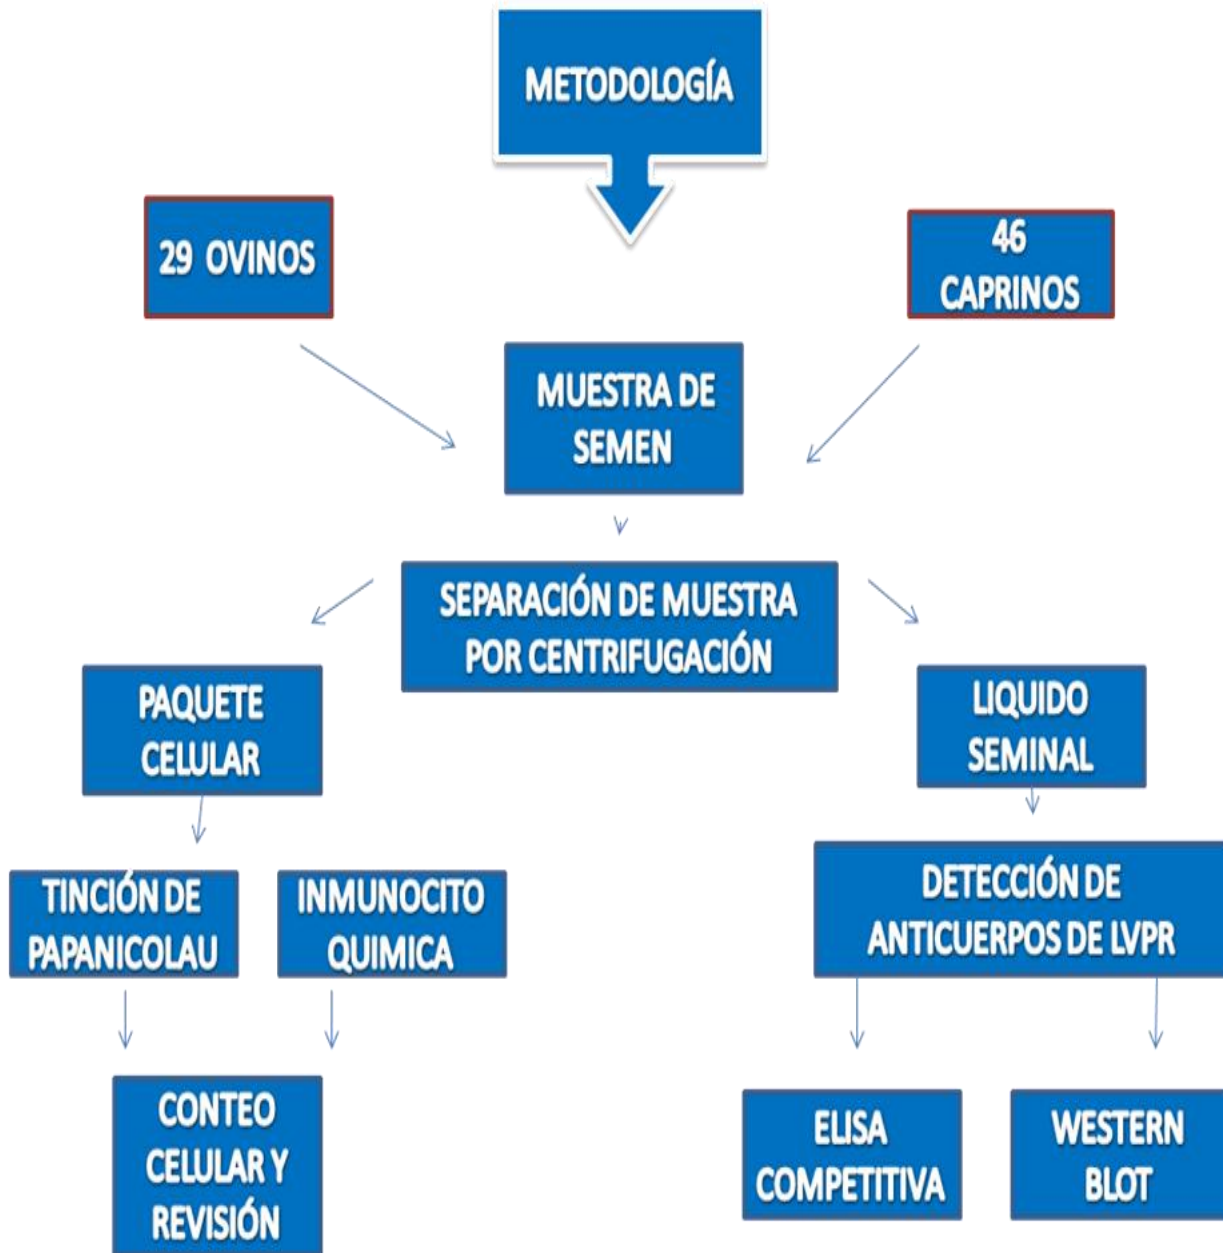 METODOLOGÍA
29 OVINOS
46
CAPRINOS
MUESTRA DE
SEMEN
SEPARACIÓN DE MUESTRA
POR CENTRIFUGACIÓN
PAQUETE
CELULAR
LIQUIDO
SEMINAL
TINCIÓN DE
PAPANICOLAU
INMUNOCITO
QUIMICA
DETECCIÓN DE
ANTICUERPOS DE LVPR
CONTEO
CELULAR Y
REVISIÓN
ELISA
COMPETITIVA
WESTERN
BLOT